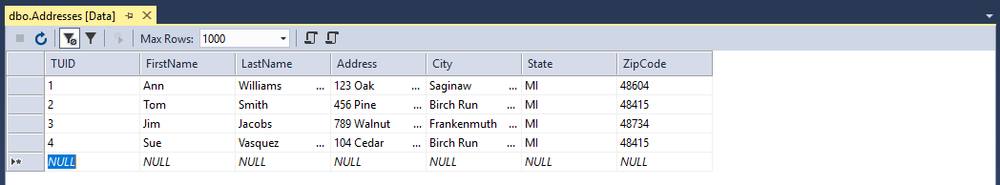 dbo.Addresses [Data]
Max Rows: 1000
TUID FirstName LastName Address City State ZipCode
1 Ann Williams ... 123 Oak ... Saginaw ... MI 48604
2 Tom Smith ... 456 Pine ... Birch Run ... MI 48415
3 Jim Jacobs ... 789 Walnut ... Frankenmuth ... MI 48734
4 Sue Vasquez ... 104 Cedar ... Birch Run ... MI 48415
NULL NULL NULL NULL NULL NULL NULL